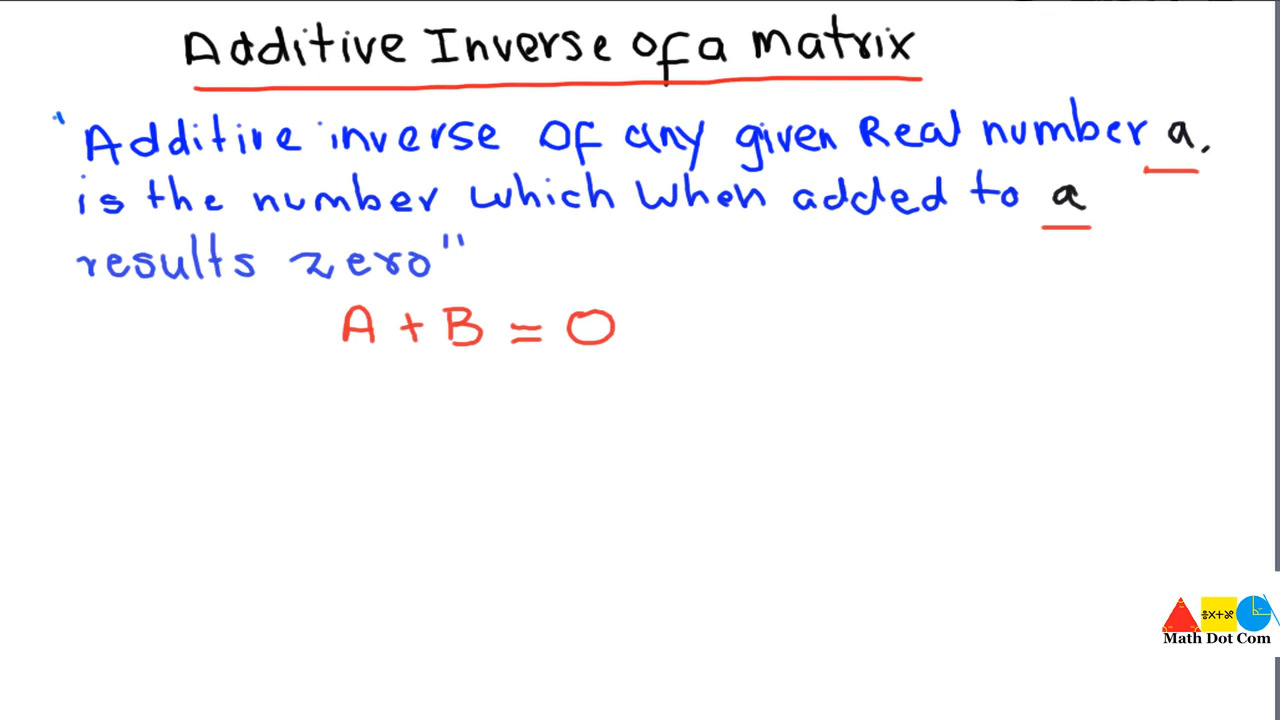 Additive Inverse of a matrix
"Additive inverse of any given Real number a,
is the number which when added to a
results zero"
A + B = O
Math Dot Com